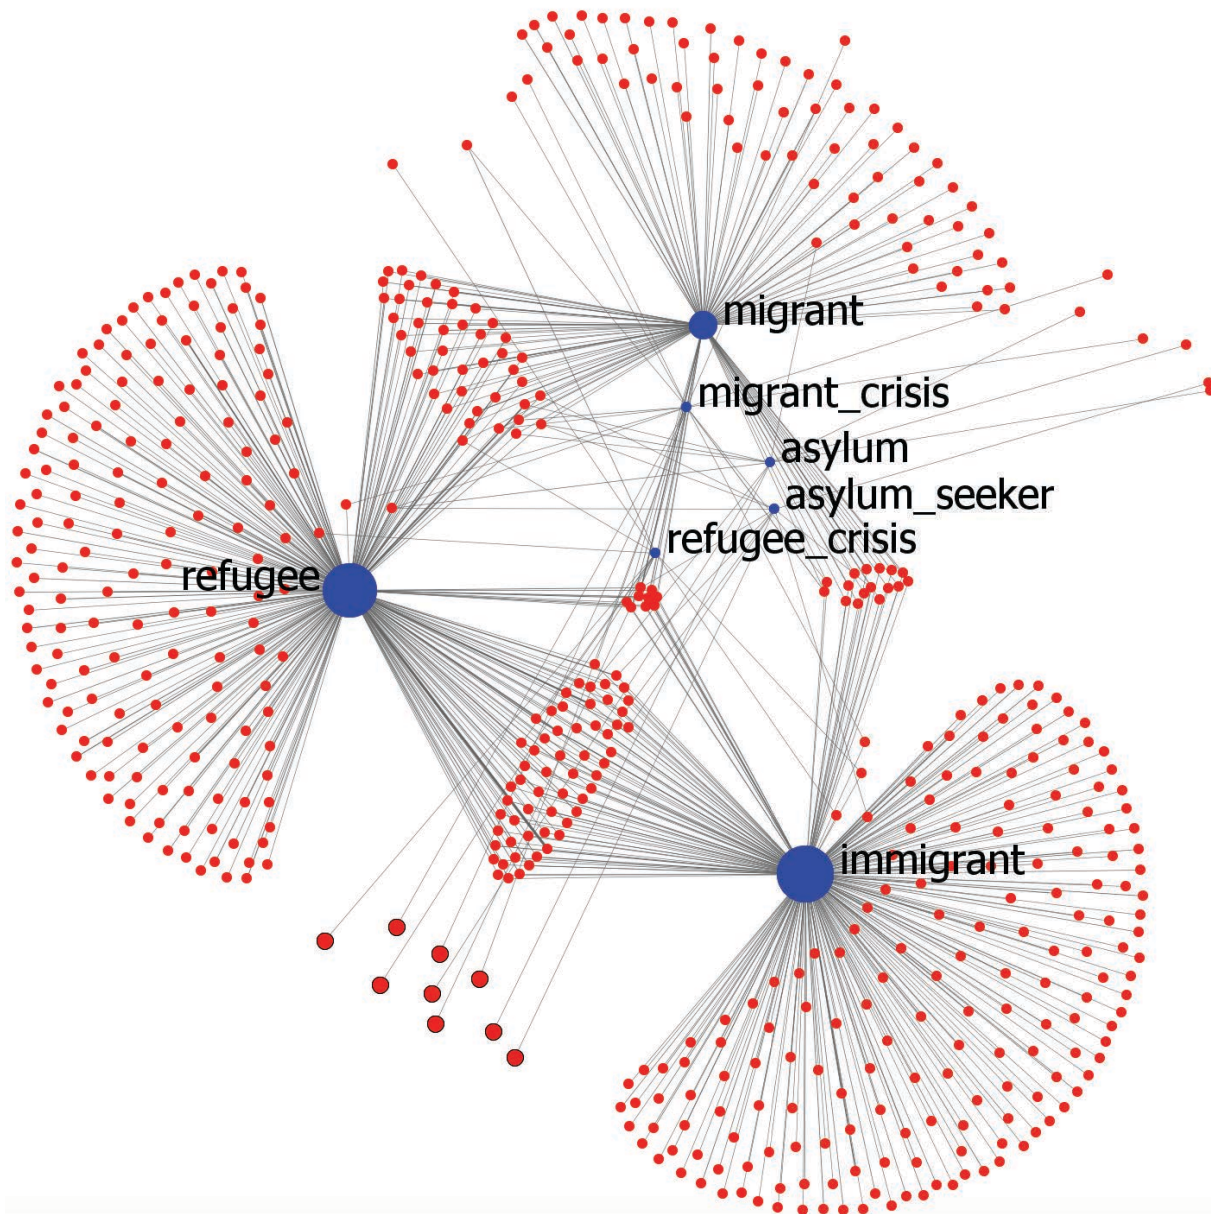 migrant
migrant_crisis
asylum
asylum_seeker
refugee_crisis
refugee
immigrant